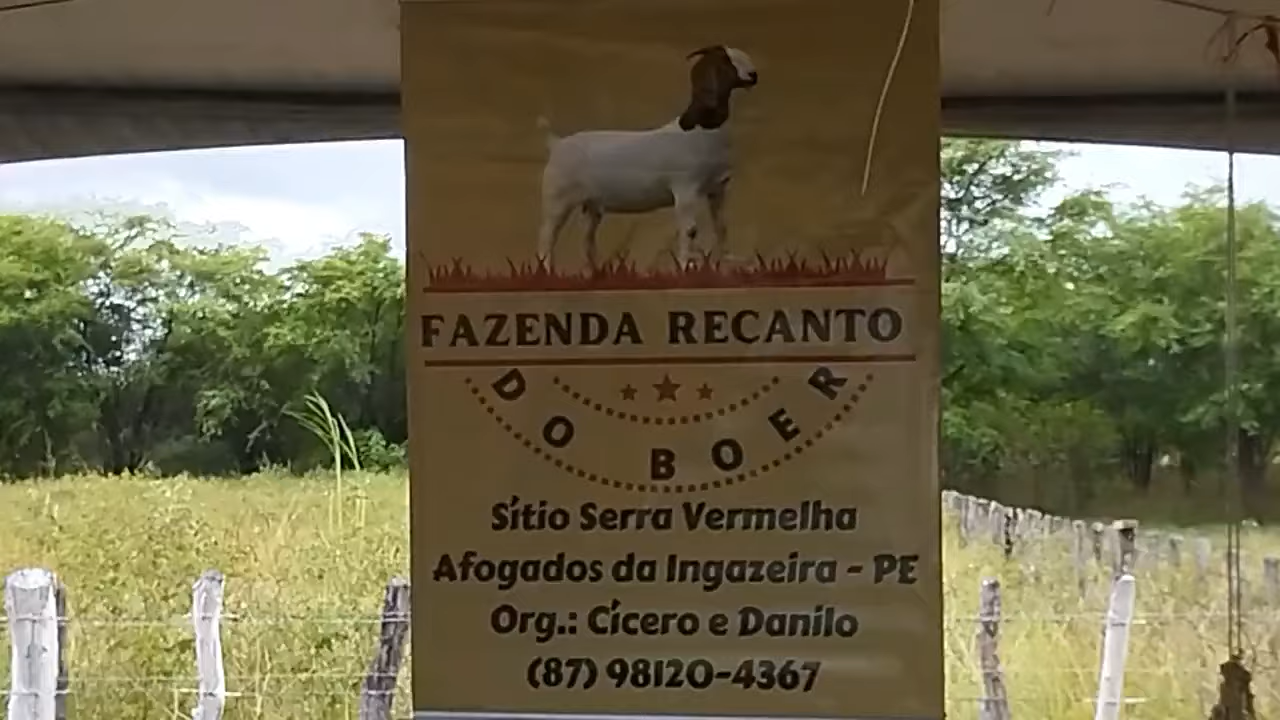 FAZENDA RECANTO
DO BOER
Sítio Serra Vermelha
Afogados da Ingazeira - PE
Org.: Cícero e Danilo
(87) 98120-4367